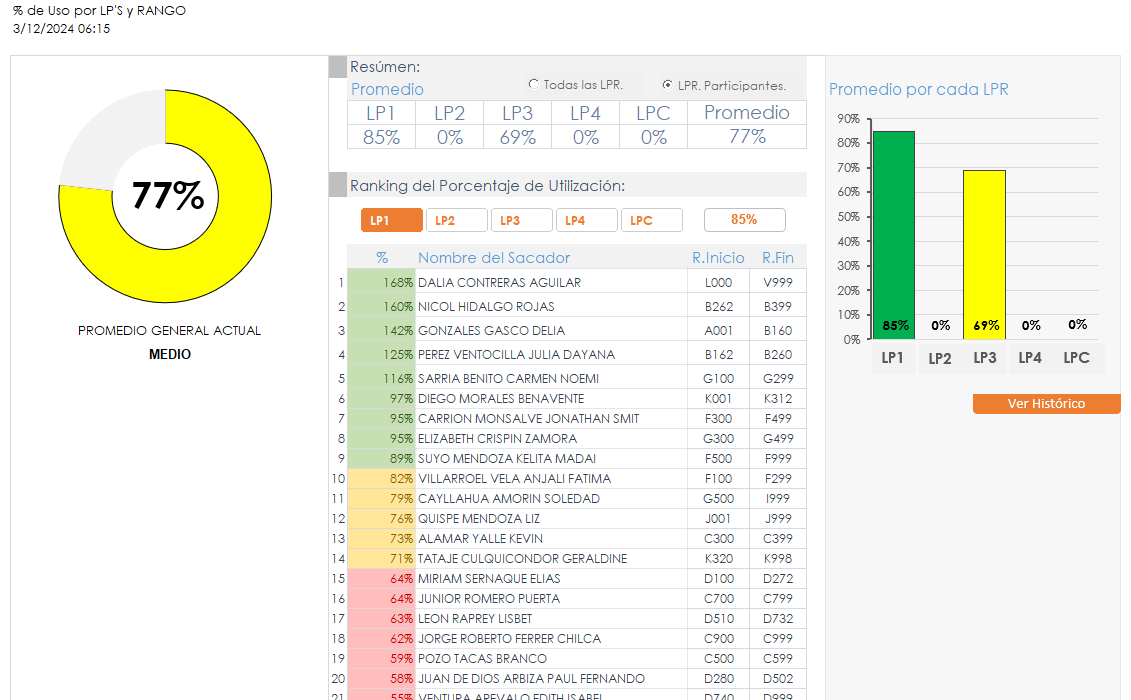 % de Uso por LP'S y RANGO
3/12/2024 06:15
77%
PROMEDIO GENERAL ACTUAL
MEDIO
Resúmen:
Promedio
Todas las LPR.
LPR. Participantes.
LP1 LP2 LP3 LP4 LPC Promedio
85% 0% 69% 0% 0% 77%
Ranking del Porcentaje de Utilización:
LP1 LP2 LP3 LP4 LPC 85%
% Nombre del Sacador R.Inicio R.Fin
1 168% DALIA CONTRERAS AGUILAR L000 V999
2 160% NICOL HIDALGO ROJAS B262 B399
3 142% GONZALES GASCO DELIA A001 B160
4 125% PEREZ VENTOCILLA JULIA DAYANA B162 B260
5 116% SARRIA BENITO CARMEN NOEMI G100 G299
6 97% DIEGO MORALES BENAVENTE K001 K312
7 95% CARRION MONSALVE JONATHAN SMIT F300 F499
8 95% ELIZABETH CRISPIN ZAMORA G300 G499
9 89% SUYO MENDOZA KELITA MADAI F500 F999
10 82% VILLARROEL VELA ANJALI FATIMA F100 F299
11 79% CAYLLAHUA AMORIN SOLEDAD G500 I999
12 76% QUISPE MENDOZA LIZ J001 J999
13 73% ALAMAR YALLE KEVIN C300 C399
14 71% TATAJE CULQUICONDOR GERALDINE K320 K998
15 64% MIRIAM SERNAQUE ELIAS D100 D272
16 64% JUNIOR ROMERO PUERTA C700 C799
17 63% LEON RAPREY LISBET D510 D732
18 62% JORGE ROBERTO FERRER CHILCA C900 C999
19 59% POZO TACAS BRANCO C500 C599
20 58% JUAN DE DIOS ARBIZA PAUL FERNANDO D280 D502
21 55% VENTURA AREVALO EDITH ISABEL D740 D999
Promedio por cada LPR
90%
80%
70%
60%
50%
40%
30%
20%
10%
0%
85% 0% 69% 0% 0%
LP1 LP2 LP3 LP4 LPC
Ver Histórico